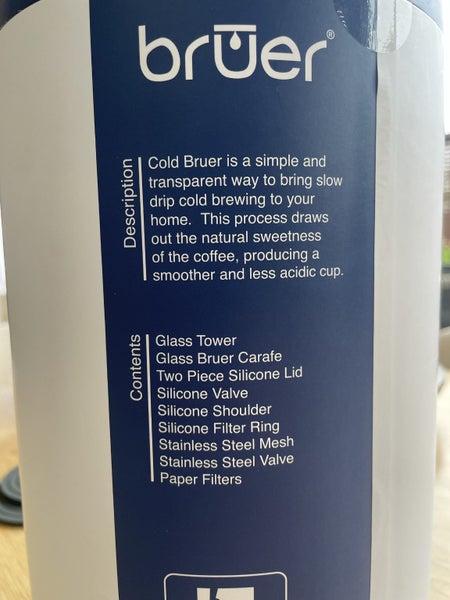 brūer®
Description
Cold Bruer is a simple and
transparent way to bring slow
drip cold brewing to your
home. This process draws
out the natural sweetness
of the coffee, producing a
smoother and less acidic cup.
Contents
Glass Tower
Glass Bruer Carafe
Two Piece Silicone Lid
Silicone Valve
Silicone Shoulder
Silicone Filter Ring
Stainless Steel Mesh
Stainless Steel Valve
Paper Filters